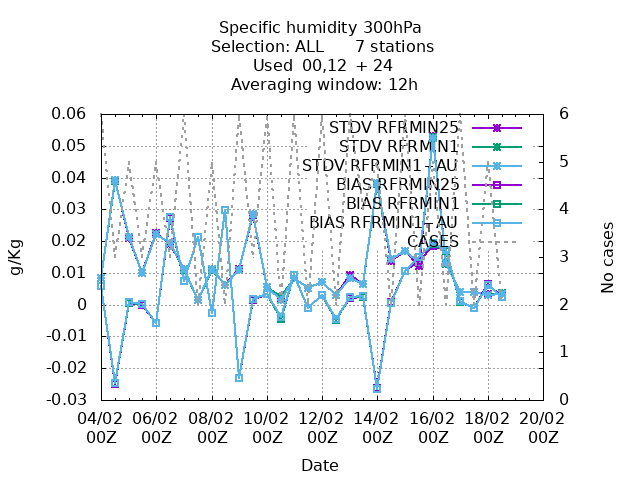 Specific humidity 300hPa
Selection: ALL 7 stations
Used 00,12 + 24
Averaging window: 12h
0.06 6
STDV RFRMIN25
STDV RFRMIN1
0.05 5
STDV RFRMIN1+AU
0.04
BIAS RFRMIN25
BIAS RFRMIN1
0.03 4
BIAS RFRMIN1+AU
CASES
0.02 3
0.01
0 2
-0.01
1
-0.02
-0.03 0
g/Kg
No cases
04/02 06/02 08/02 10/02 12/02 14/02 16/02 18/02 20/02
00Z 00Z 00Z 00Z 00Z 00Z 00Z 00Z 00Z
Date